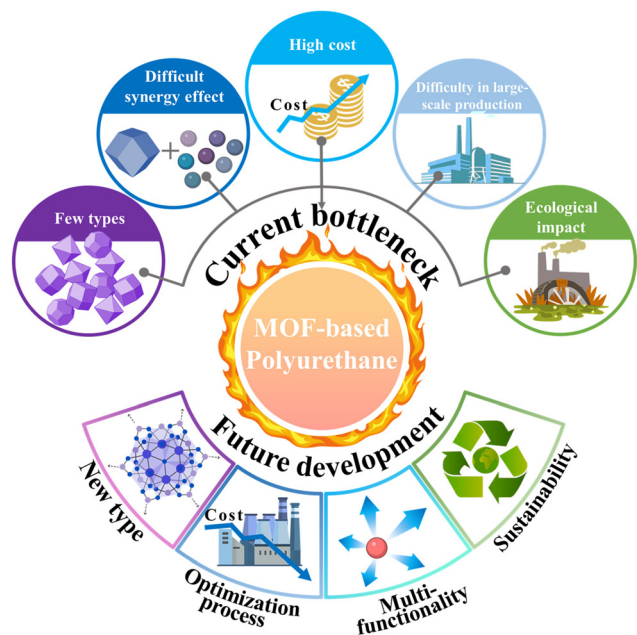 High cost
Cost
Difficult
synergy effect
Difficulty in large-
scale production
Few types
Ecological
impact
Current bottleneck
MOF-based
Polyurethane
Future development
New type
Cost
Optimization
process
Multi-
functionality
Sustainability